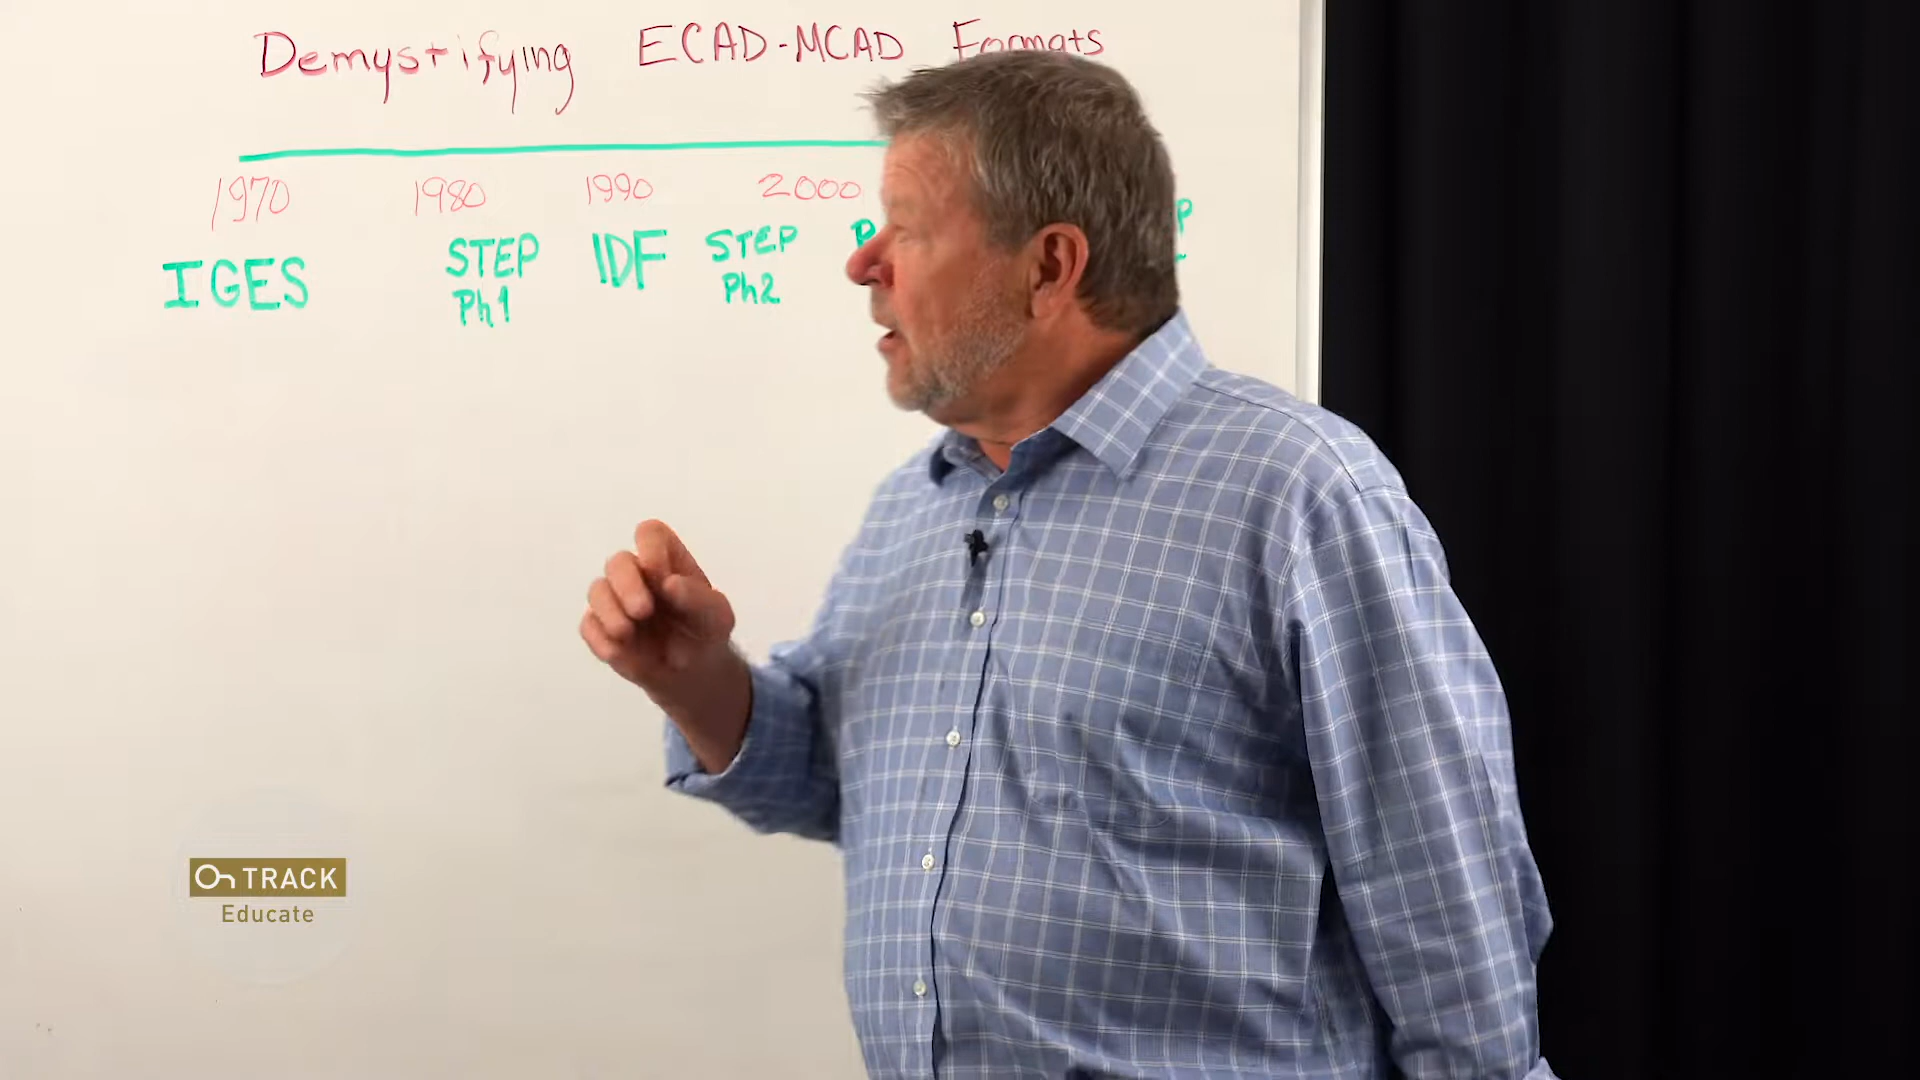 Demystifying ECAD-MCAD Formats
1970 1980 1990 2000
IGES STEP IDF STEP P
Ph1 Ph2
On TRACK
Educate